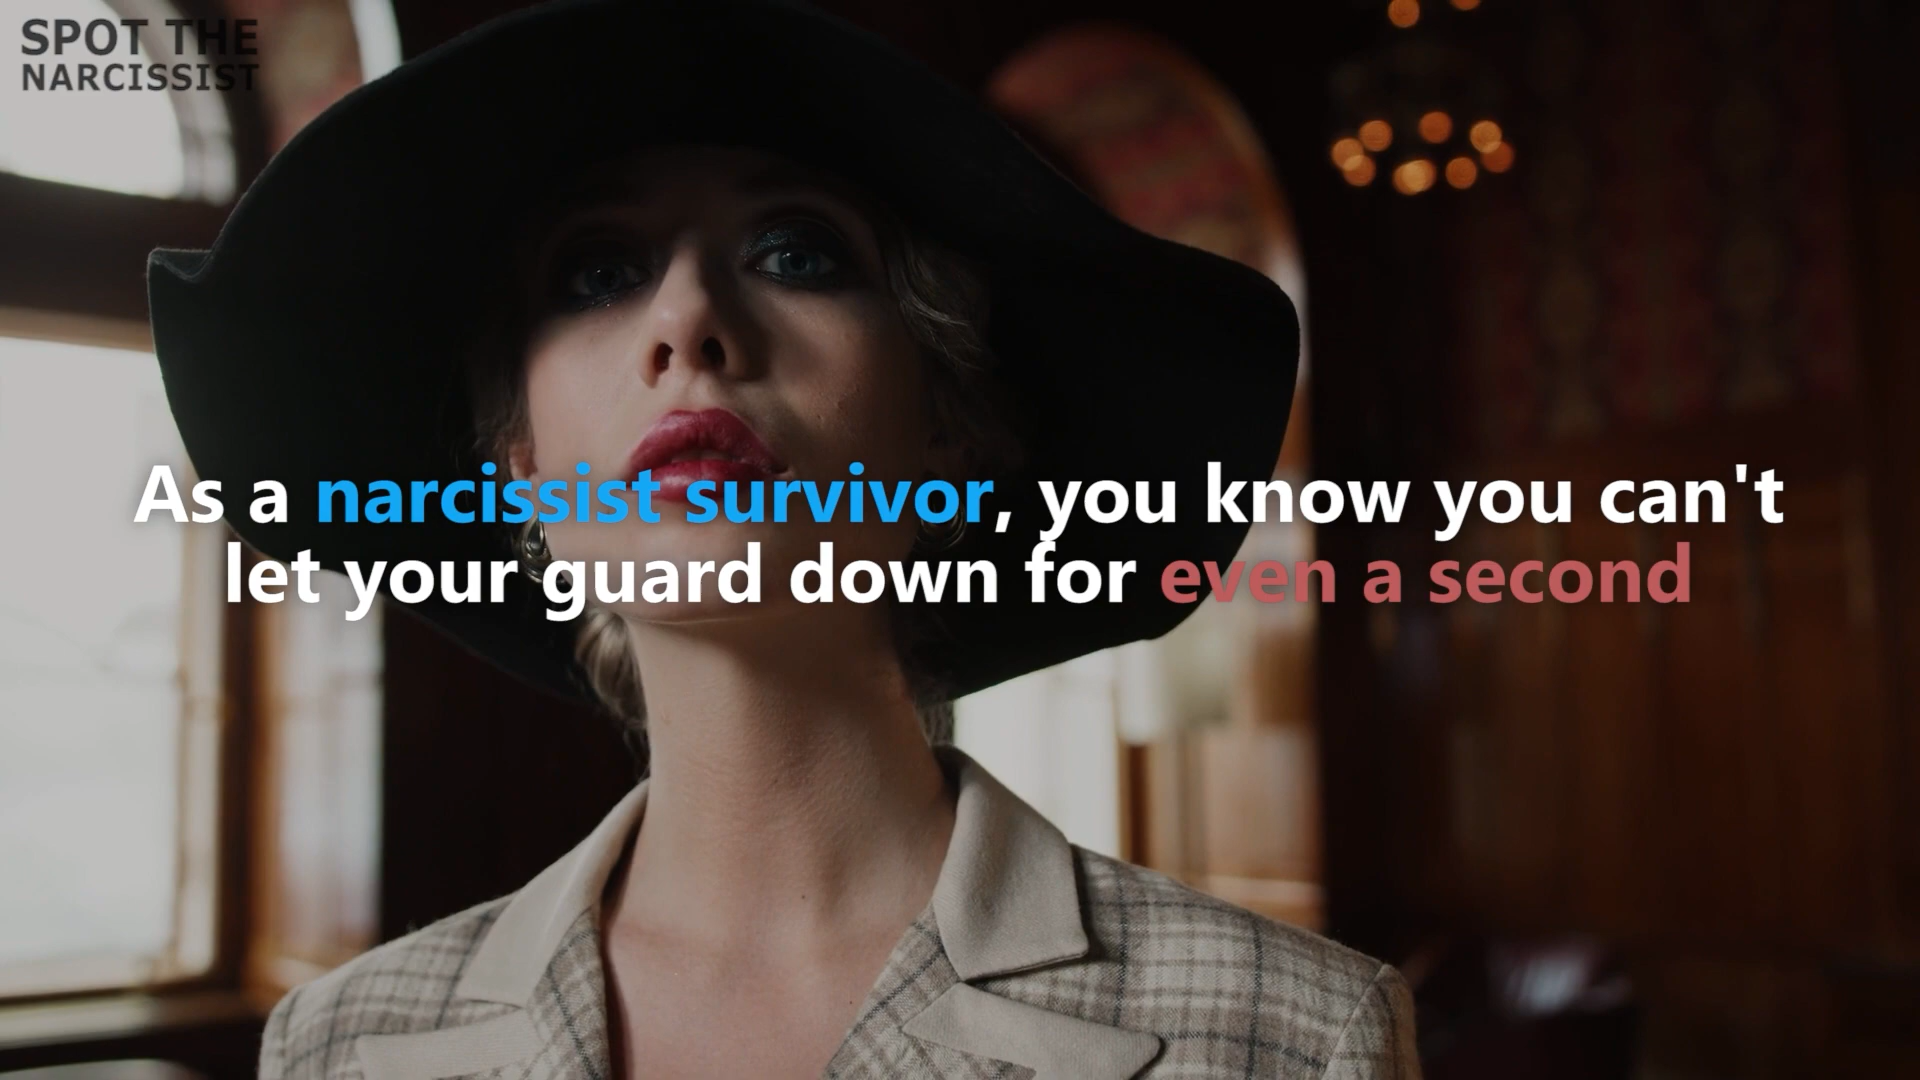 SPOT THE
NARCISSIST
As a narcissist survivor, you know you can't
let your guard down for even a second